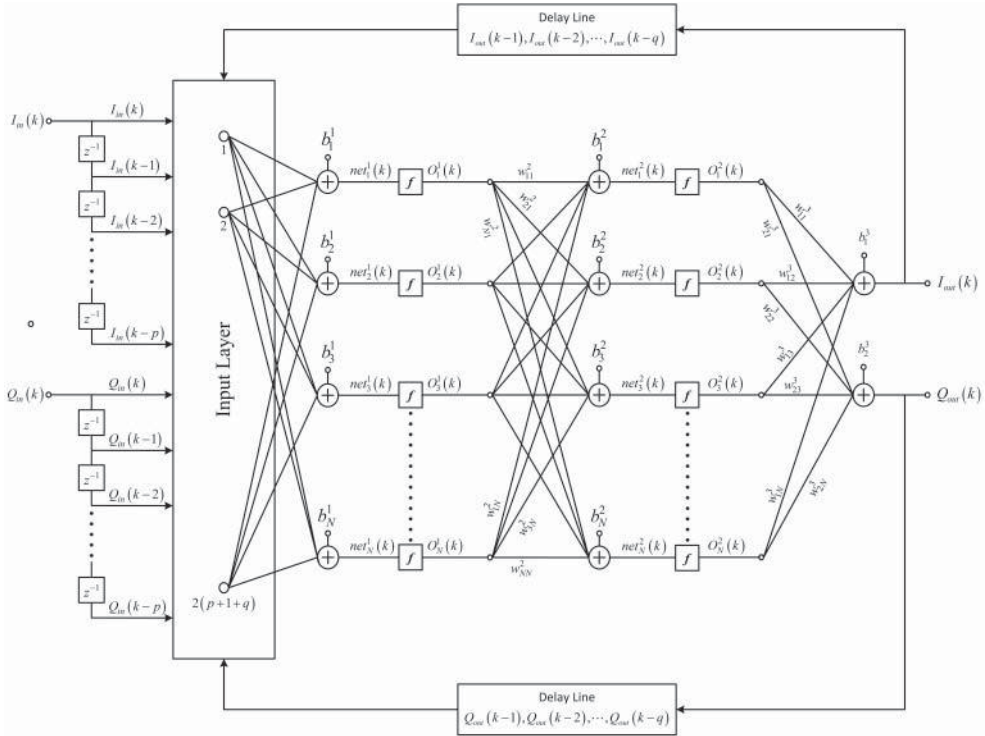 Delay Line
I_out(k−1), I_out(k−2), ⋯, I_out(k−q)
I_in(k)
I_in(k)
z⁻¹
I_in(k−1)
z⁻¹
I_in(k−2)
z⁻¹
I_in(k−p)
Q_in(k)
Q_in(k)
z⁻¹
Q_in(k−1)
z⁻¹
Q_in(k−2)
z⁻¹
Q_in(k−p)
Input Layer
1
2
2(p+1+q)
b_1^1
net_1^1(k)
f
O_1^1(k)
b_2^1
net_2^1(k)
f
O_2^1(k)
b_3^1
net_3^1(k)
f
O_3^1(k)
b_N^1
net_N^1(k)
f
O_N^1(k)
w_11^2
w_21^2
w_N1^2
w_1N^2
w_3N^2
w_NN^2
b_1^2
net_1^2(k)
f
O_1^2(k)
b_2^2
net_2^2(k)
f
O_2^2(k)
b_3^2
net_3^2(k)
f
O_3^2(k)
b_N^2
net_N^2(k)
f
O_N^2(k)
w_11^3
w_21^3
w_12^3
w_22^3
w_13^3
w_23^3
w_1N^3
w_2N^3
b_1^3
I_out(k)
b_2^3
Q_out(k)
Delay Line
Q_out(k−1), Q_out(k−2), ⋯, Q_out(k−q)